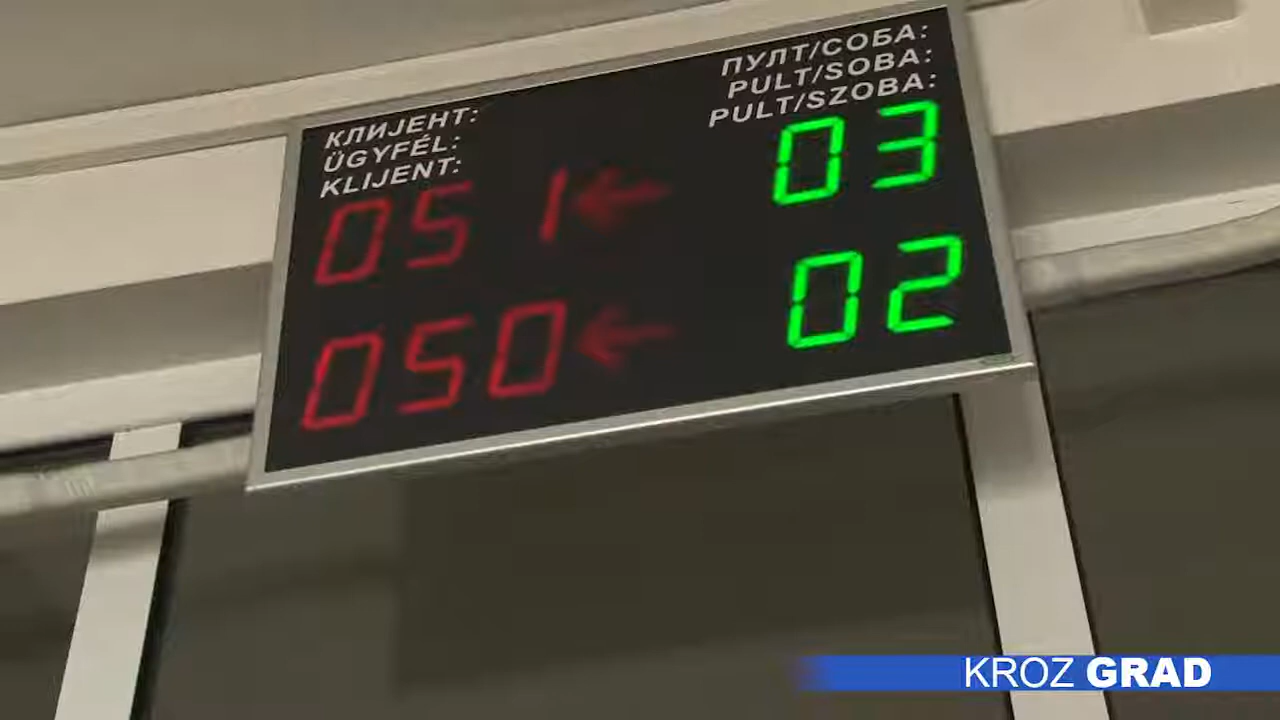 КЛИЈЕНТ:
ÜGYFÉL:
KLIJENT:
ПУЛТ/СОБА:
PULT/SOBA:
PULT/SZOBA:
051 ← 03
050 ← 02
KROZ GRAD